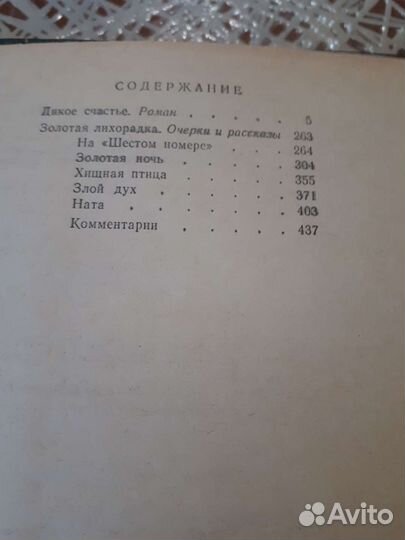 СОДЕРЖАНИЕ
Дикое счастье. Роман . . . . . 5
Золотая лихорадка. Очерки и рассказы 263
На «Шестом номере» . . . 264
Золотая ночь . . . . . 304
Хищная птица . . . . . 355
Злой дух . . . . . . 371
Ната . . . . . . . 403
Комментарии . . . . . 437
Avito